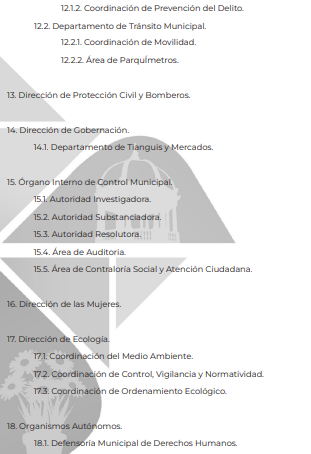 12.1.2. Coordinación de Prevención del Delito.
12.2. Departamento de Tránsito Municipal.
12.2.1. Coordinación de Movilidad.
12.2.2. Área de Parquímetros.
13. Dirección de Protección Civil y Bomberos.
14. Dirección de Gobernación.
14.1. Departamento de Tianguis y Mercados.
15. Órgano Interno de Control Municipal.
15.1. Autoridad Investigadora.
15.2. Autoridad Substanciadora.
15.3. Autoridad Resolutora.
15.4. Área de Auditoria.
15.5. Área de Contraloría Social y Atención Ciudadana.
16. Dirección de las Mujeres.
17. Dirección de Ecología.
17.1. Coordinación del Medio Ambiente.
17.2. Coordinación de Control, Vigilancia y Normatividad.
17.3. Coordinación de Ordenamiento Ecológico.
18. Organismos Autónomos.
18.1. Defensoría Municipal de Derechos Humanos.